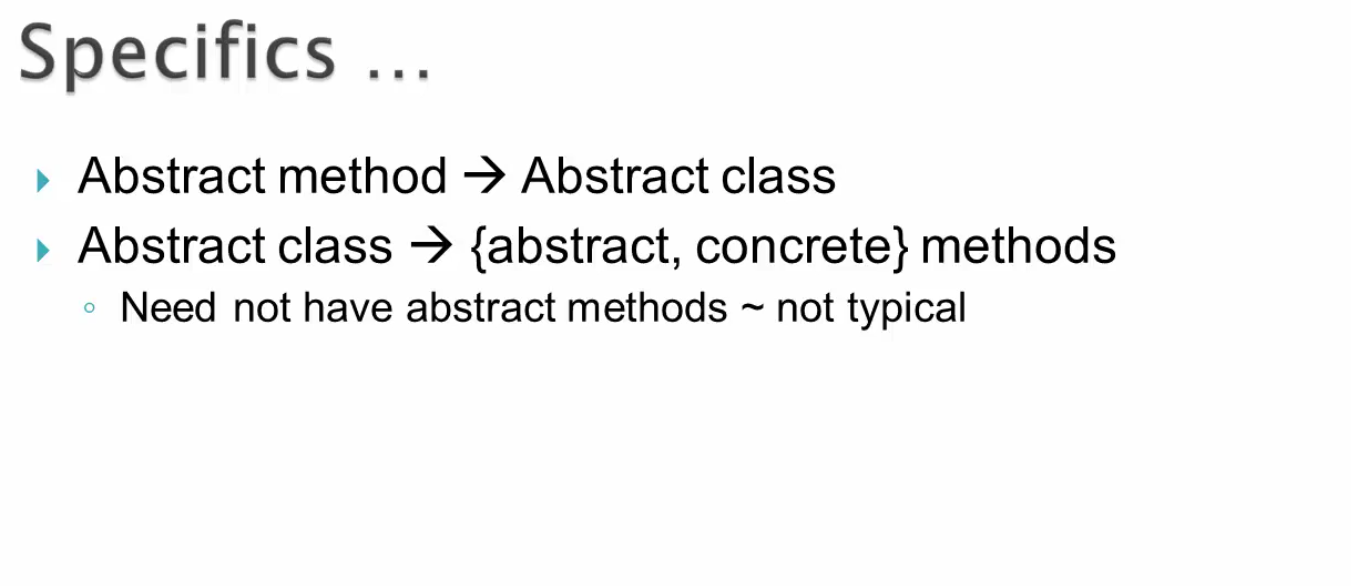 Specifics ...
Abstract method → Abstract class
Abstract class → {abstract, concrete} methods
Need not have abstract methods ~ not typical